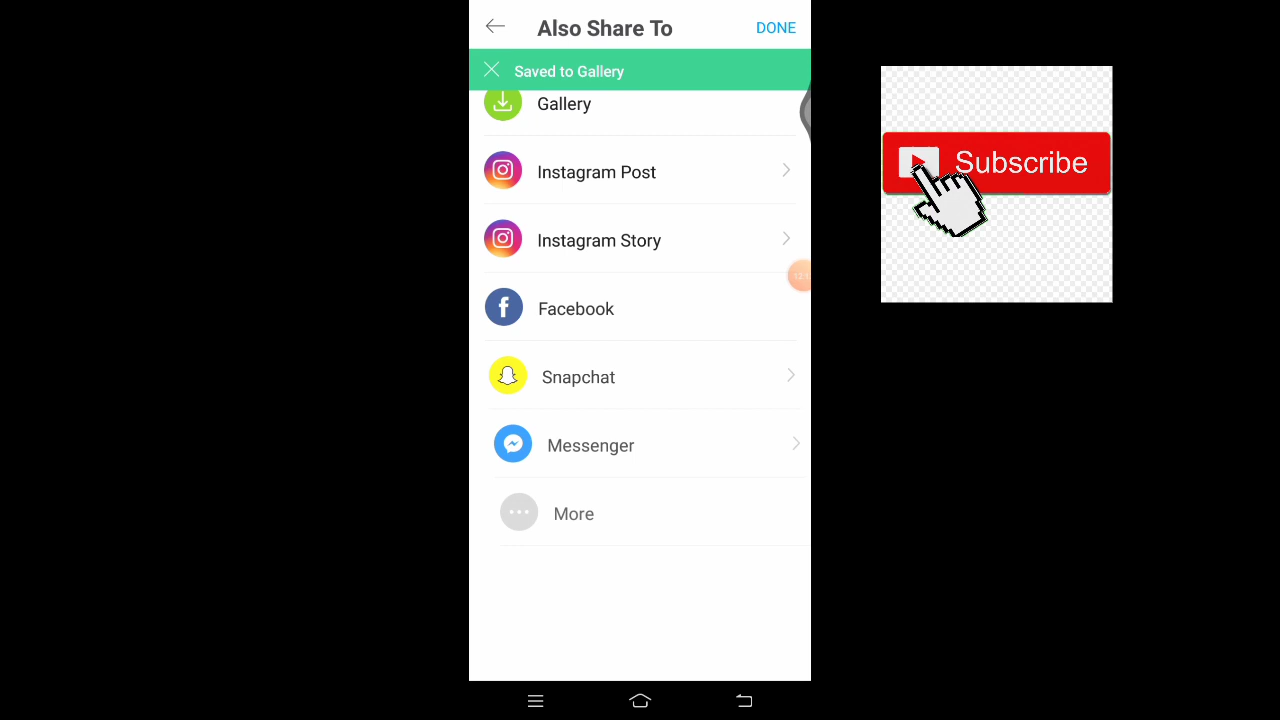 Also Share To
DONE
Saved to Gallery
Gallery
Instagram Post
Subscribe
Instagram Story
Facebook
Snapchat
Messenger
More